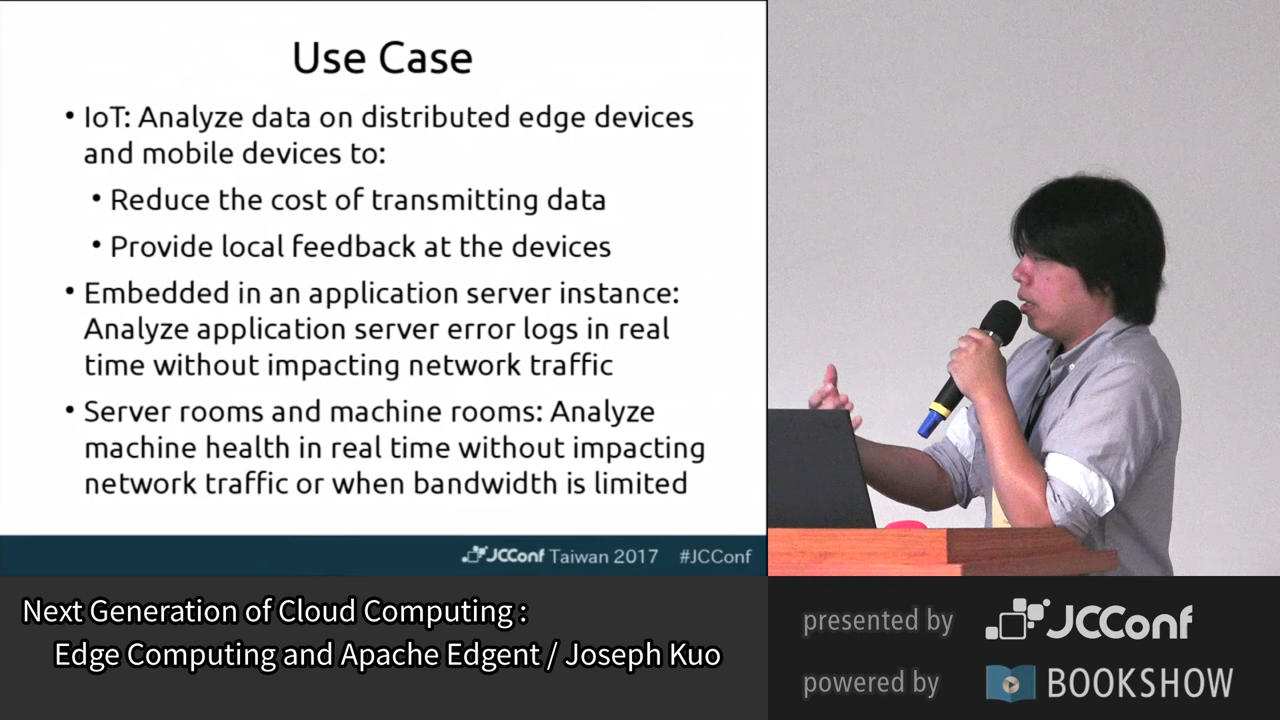 Use Case
• IoT: Analyze data on distributed edge devices
and mobile devices to:
• Reduce the cost of transmitting data
• Provide local feedback at the devices
• Embedded in an application server instance:
Analyze application server error logs in real
time without impacting network traffic
• Server rooms and machine rooms: Analyze
machine health in real time without impacting
network traffic or when bandwidth is limited
JCConf Taiwan 2017 #JCConf
Next Generation of Cloud Computing :
Edge Computing and Apache Edgent / Joseph Kuo
presented by JCConf
powered by BOOKSHOW